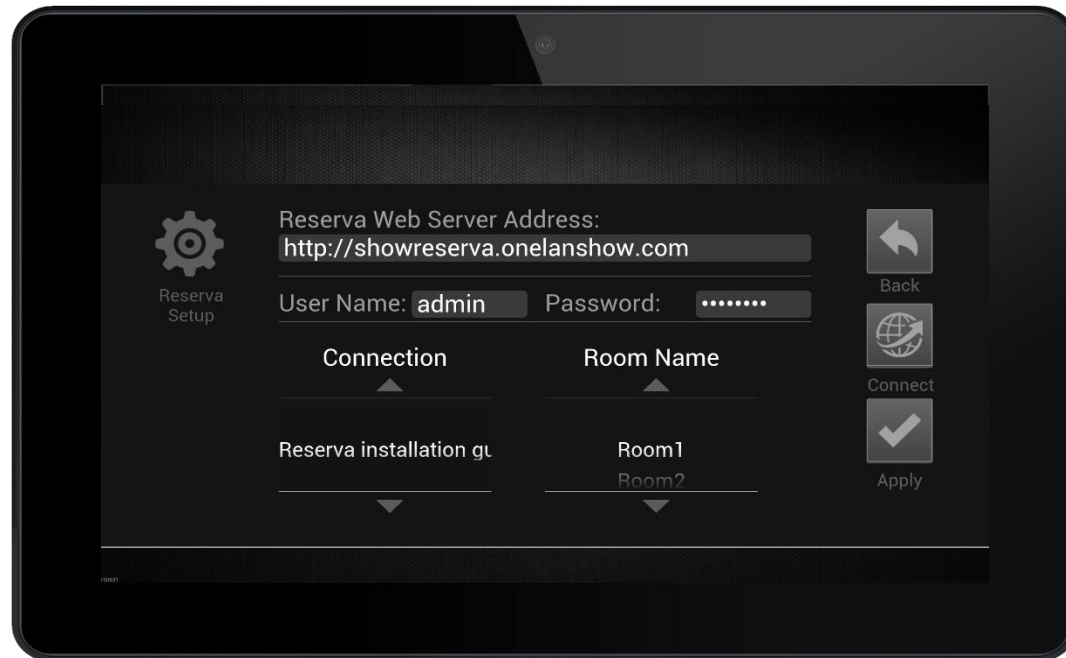 Reserva Web Server Address:
http://showreserva.onelanshow.com
Reserva
Setup
User Name: admin Password: ••••••••
Back
Connection Room Name
Connect
Reserva installation gu Room1
Room2
Apply